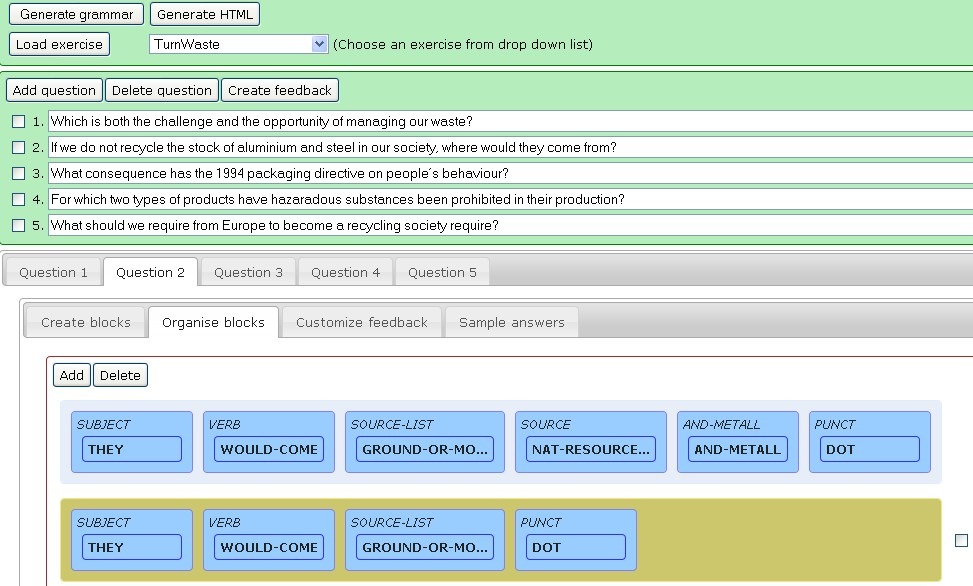 Generate grammar Generate HTML
Load exercise TurnWaste (Choose an exercise from drop down list)
Add question Delete question Create feedback
1. Which is both the challenge and the opportunity of managing our waste?
2. If we do not recycle the stock of aluminium and steel in our society, where would they come from?
3. What consequence has the 1994 packaging directive on people´s behaviour?
4. For which two types of products have hazaradous substances been prohibited in their production?
5. What should we require from Europe to become a recycling society require?
Question 1 Question 2 Question 3 Question 4 Question 5
Create blocks Organise blocks Customize feedback Sample answers
Add Delete
SUBJECT VERB SOURCE-LIST SOURCE AND-METALL PUNCT
THEY WOULD-COME GROUND-OR-MO... NAT-RESOURCE... AND-METALL DOT
SUBJECT VERB SOURCE-LIST PUNCT
THEY WOULD-COME GROUND-OR-MO... DOT